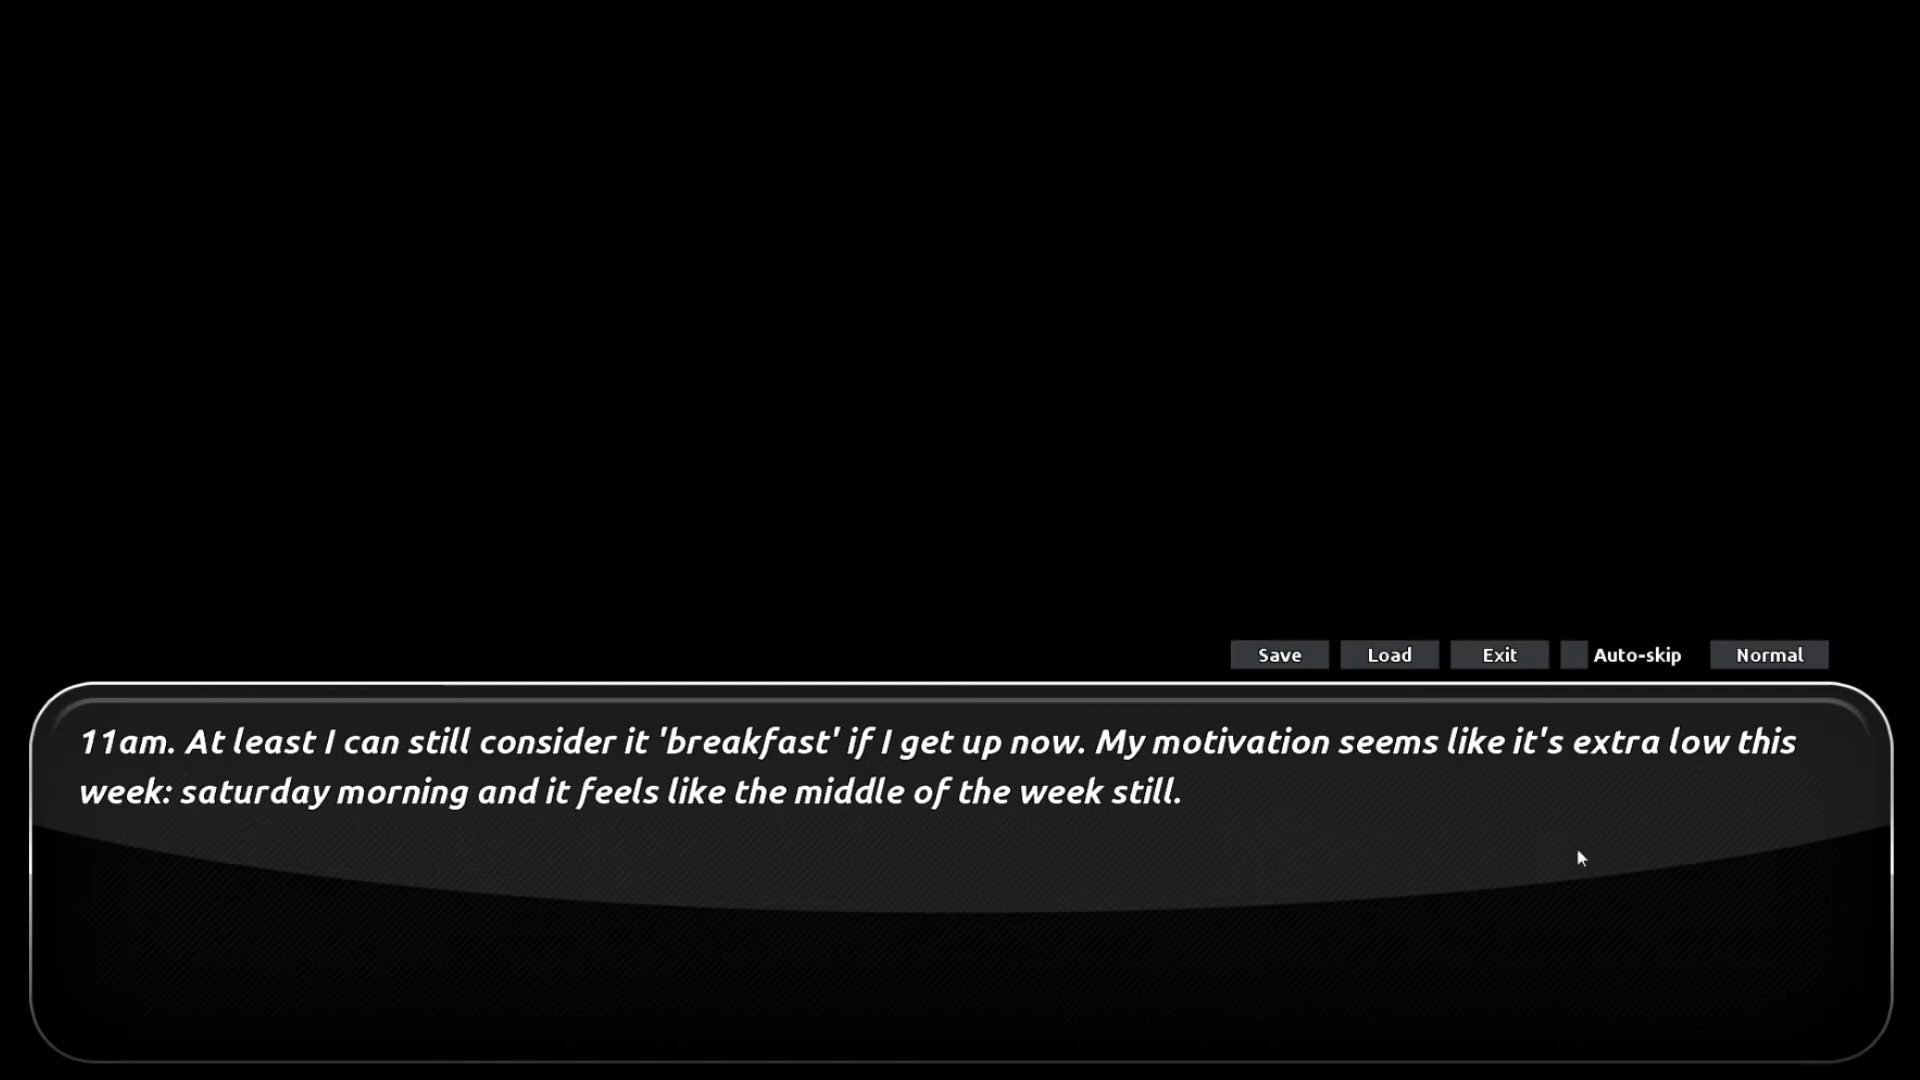 Save Load Exit Auto-skip Normal
11am. At least I can still consider it 'breakfast' if I get up now. My motivation seems like it's extra low this
week: saturday morning and it feels like the middle of the week still.